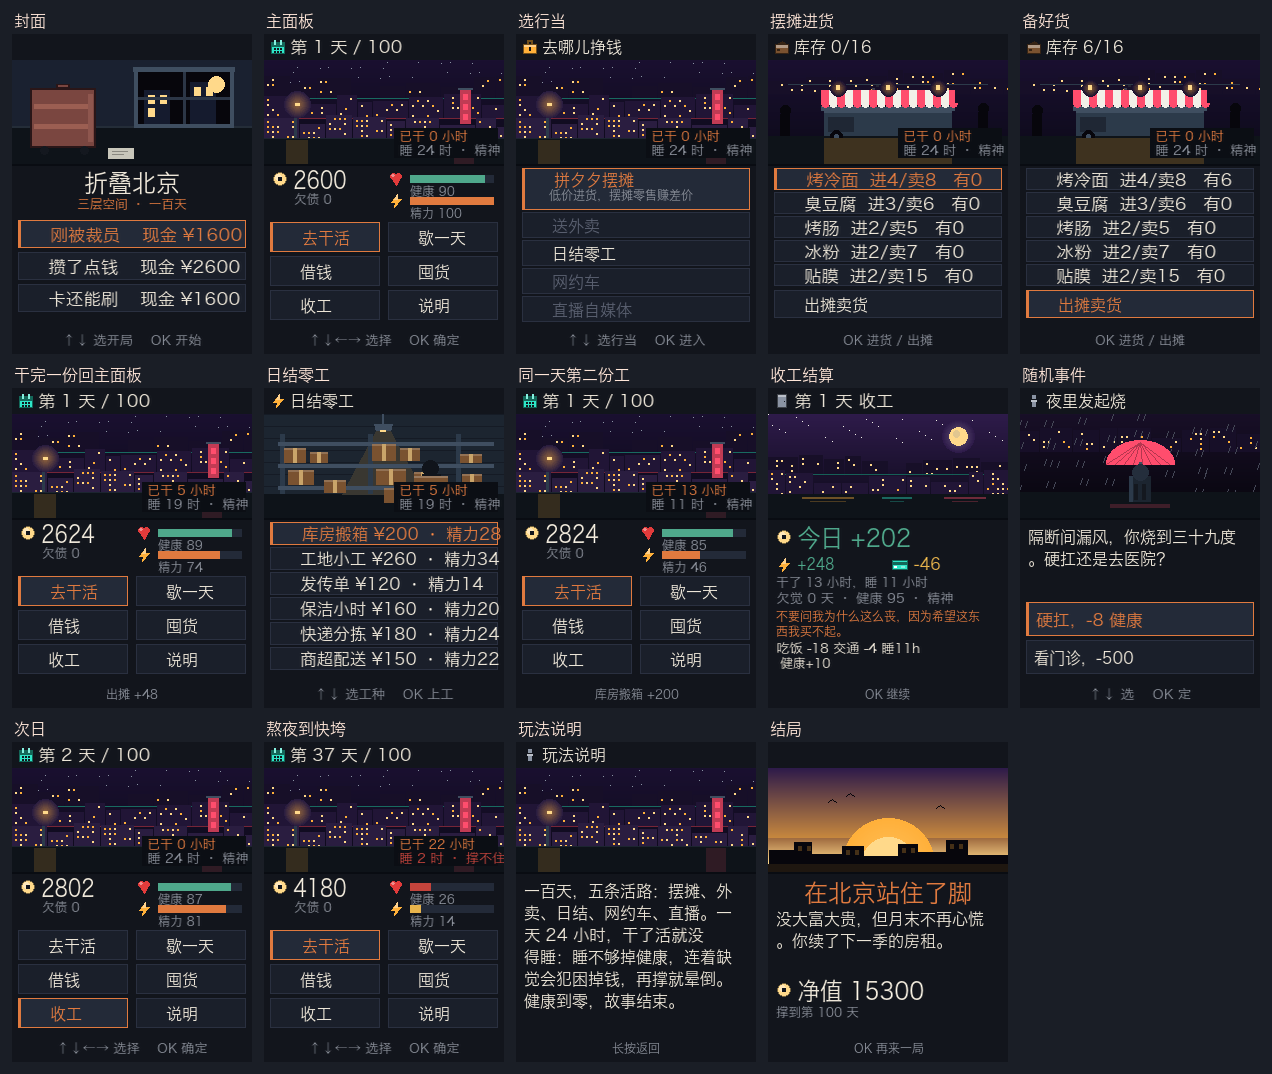 封面
折叠北京
三层空间 · 一百天
刚被裁员 现金 ¥1600
攒了点钱 现金 ¥2600
卡还能刷 现金 ¥1600
↑↓ 选开局 OK 开始
主面板
第 1 天 / 100
已干 0 小时
睡 24 时 · 精神
2600
欠债 0
健康 90
精力 100
去干活
歇一天
借钱
囤货
收工
说明
↑↓←→ 选择 OK 确定
选行当
去哪儿挣钱
已干 0 小时
睡 24 时 · 精神
拼夕夕摆摊
低价进货、摆摊零售赚差价
送外卖
日结零工
网约车
直播自媒体
↑↓ 选行当 OK 进入
摆摊进货
库存 0/16
已干 0 小时
睡 24 时 · 精神
烤冷面 进4/卖8 有0
臭豆腐 进3/卖6 有0
烤肠 进2/卖5 有0
冰粉 进2/卖7 有0
贴膜 进2/卖15 有0
出摊卖货
OK 进货 / 出摊
备好货
库存 6/16
已干 0 小时
睡 24 时 · 精神
烤冷面 进4/卖8 有6
臭豆腐 进3/卖6 有0
烤肠 进2/卖5 有0
冰粉 进2/卖7 有0
贴膜 进2/卖15 有0
出摊卖货
OK 进货 / 出摊
干完一份回主面板
第 1 天 / 100
已干 5 小时
睡 19 时 · 精神
2624
欠债 0
健康 89
精力 74
去干活
歇一天
借钱
囤货
收工
说明
出摊 +48
日结零工
日结零工
已干 5 小时
睡 19 时 · 精神
库房搬箱 ¥200 · 精力28
工地小工 ¥260 · 精力34
发传单 ¥120 · 精力14
保洁小时 ¥160 · 精力20
快递分拣 ¥180 · 精力24
商超配送 ¥150 · 精力22
↑↓ 选工种 OK 上工
同一天第二份工
第 1 天 / 100
已干 13 小时
睡 11 时 · 精神
2824
欠债 0
健康 85
精力 46
去干活
歇一天
借钱
囤货
收工
说明
库房搬箱 +200
收工结算
第 1 天 收工
今日 +202
+248
-46
干了 13 小时, 睡 11 小时
欠觉 0 天 · 健康 95 · 精神
不要问我为什么这么丧，因为希望这东
西我买不起。
吃饭 -18 交通 -4 睡11h
健康+10
OK 继续
随机事件
夜里发起烧
隔断间漏风，你烧到三十九度
。硬扛还是去医院？
硬扛，-8 健康
看门诊，-500
↑↓ 选 OK 定
次日
第 2 天 / 100
已干 0 小时
睡 24 时 · 精神
2802
欠债 0
健康 87
精力 81
去干活
歇一天
借钱
囤货
收工
说明
↑↓←→ 选择 OK 确定
熬夜到快垮
第 37 天 / 100
已干 22 小时
睡 2 时 · 撑不住
4180
欠债 0
健康 26
精力 14
去干活
歇一天
借钱
囤货
收工
说明
↑↓←→ 选择 OK 确定
玩法说明
玩法说明
一百天，五条活路：摆摊、外
卖、日结、网约车、直播。一
天 24 小时，干了活就没
得睡：睡不够掉健康，连着缺
觉会犯困掉钱，再撑就晕倒。
健康到零，故事结束。
长按返回
结局
在北京站住了脚
没大富大贵，但月末不再心慌
。你续了下一季的房租。
净值 15300
撑到第 100 天
OK 再来一局